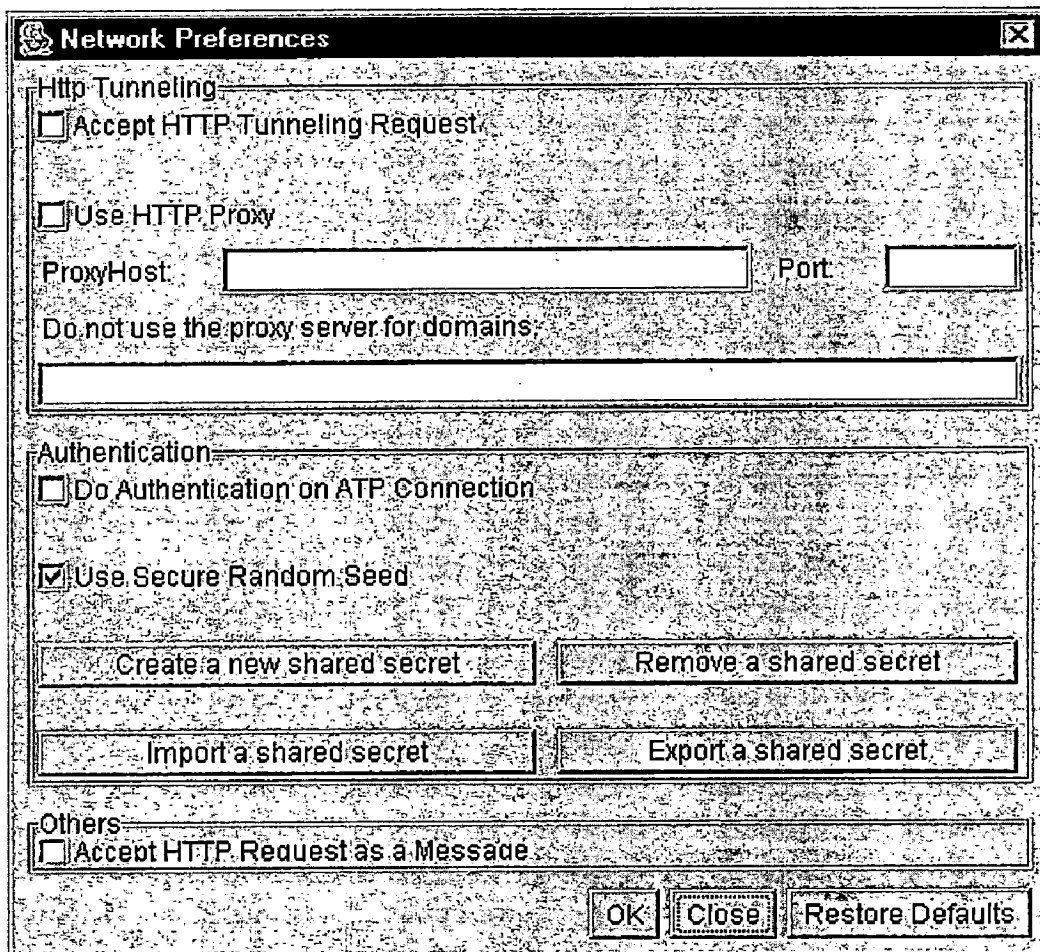 Network Preferences
Http Tunneling
Accept HTTP Tunneling Request
Use HTTP Proxy
ProxyHost: Port:
Do not use the proxy server for domains:
Authentication
Do Authentication on ATP Connection
Use Secure Random Seed
Create a new shared secret Remove a shared secret
Import a shared secret Export a shared secret
Others
Accept HTTP Request as a Message
OK Close Restore Defaults